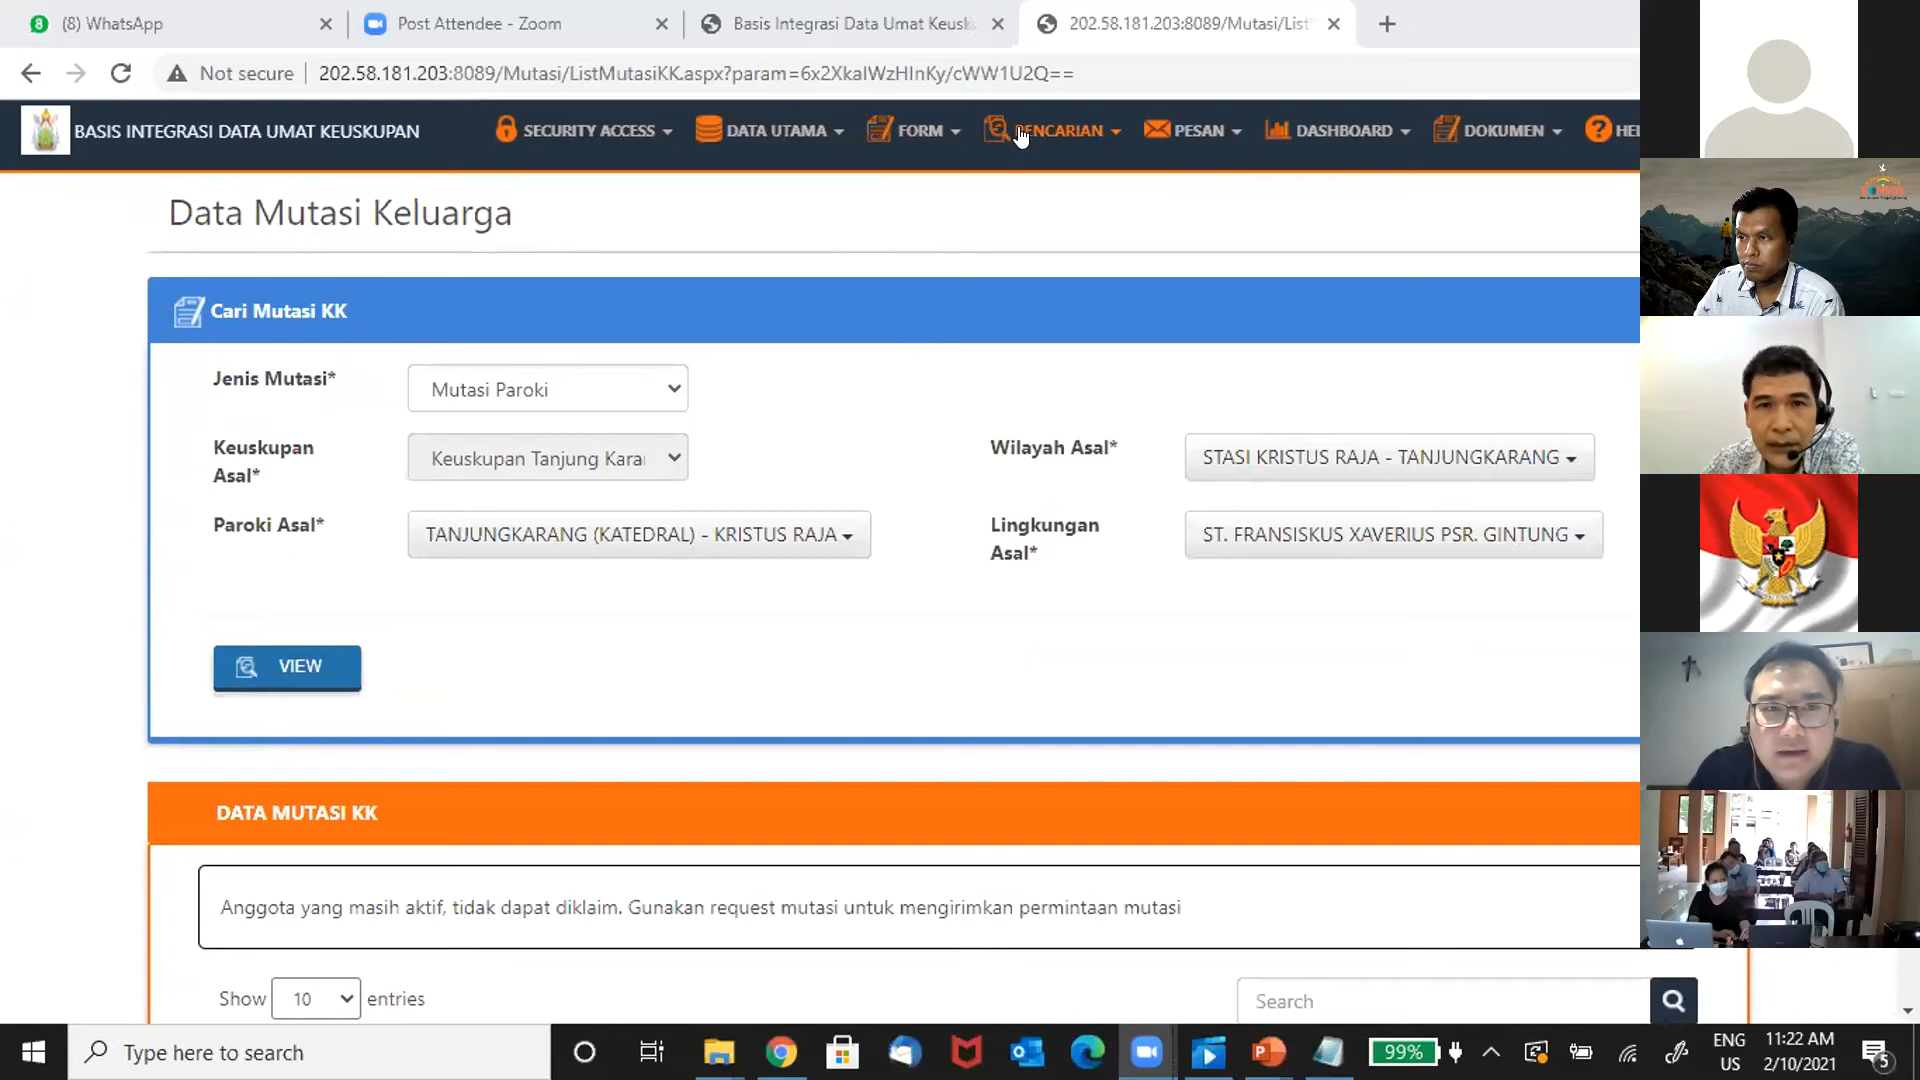 (8) WhatsApp
Post Attendee - Zoom
Basis Integrasi Data Umat Keusk
202.58.181.203:8089/Mutasi/List
Not secure
202.58.181.203:8089/Mutasi/ListMutasiKK.aspx?param=6x2XkaIWzHInKy/cWW1U2Q==
BASIS INTEGRASI DATA UMAT KEUSKUPAN
SECURITY ACCESS
DATA UTAMA
FORM
PENCARIAN
PESAN
DASHBOARD
DOKUMEN
HEL
Data Mutasi Keluarga
Cari Mutasi KK
Jenis Mutasi*
Mutasi Paroki
Keuskupan
Asal*
Keuskupan Tanjung Karai
Wilayah Asal*
STASI KRISTUS RAJA - TANJUNGKARANG
Paroki Asal*
TANJUNGKARANG (KATEDRAL) - KRISTUS RAJA
Lingkungan
Asal*
ST. FRANSISKUS XAVERIUS PSR. GINTUNG
VIEW
DATA MUTASI KK
Anggota yang masih aktif, tidak dapat diklaim. Gunakan request mutasi untuk mengirimkan permintaan mutasi
Show 10 entries
Search
Type here to search
99%
ENG
US
11:22 AM
2/10/2021
5